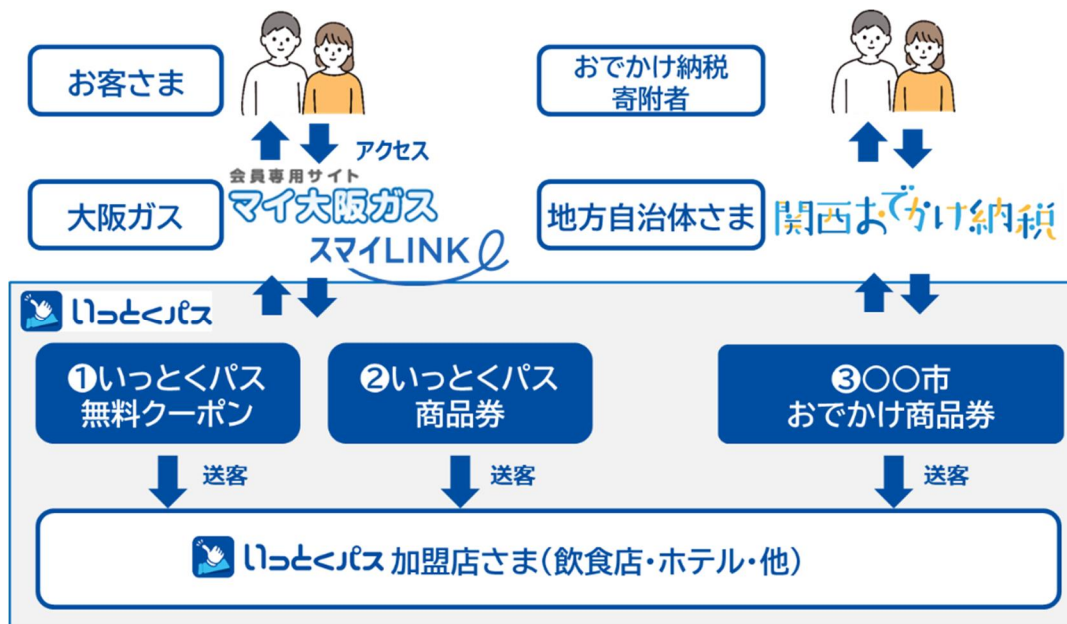 お客さま
おでかけ納税
寄附者
アクセス
会員専用サイト
マイ大阪ガス
スマイLINK
大阪ガス
地方自治体さま
関西おでかけ納税
いっとくパス
❶いっとくパス
無料クーポン
❷いっとくパス
商品券
❸〇〇市
おでかけ商品券
送客
送客
送客
いっとくパス 加盟店さま(飲食店・ホテル・他)